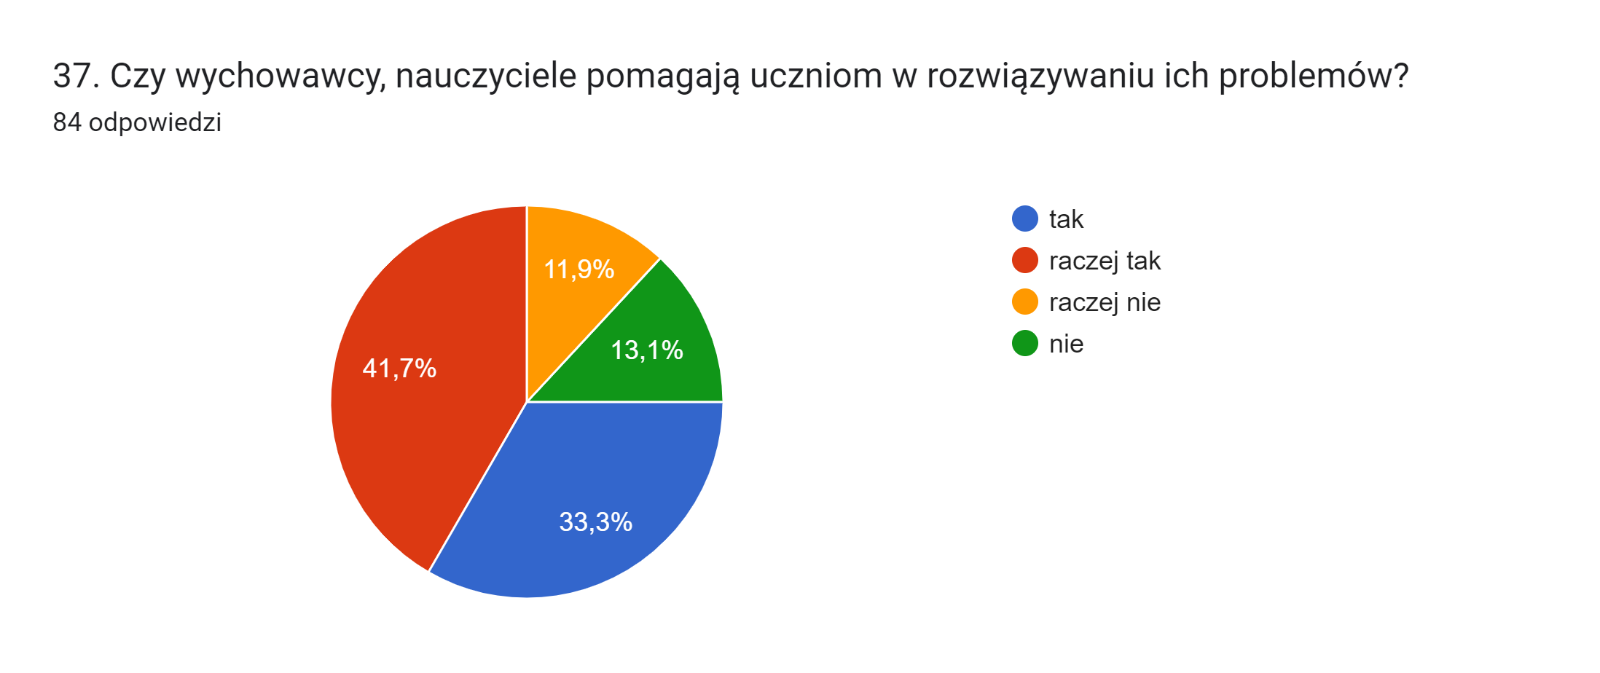 37. Czy wychowawcy, nauczyciele pomagają uczniom w rozwiązywaniu ich problemów?
84 odpowiedzi
tak
raczej tak
raczej nie
nie
11,9%
13,1%
41,7%
33,3%